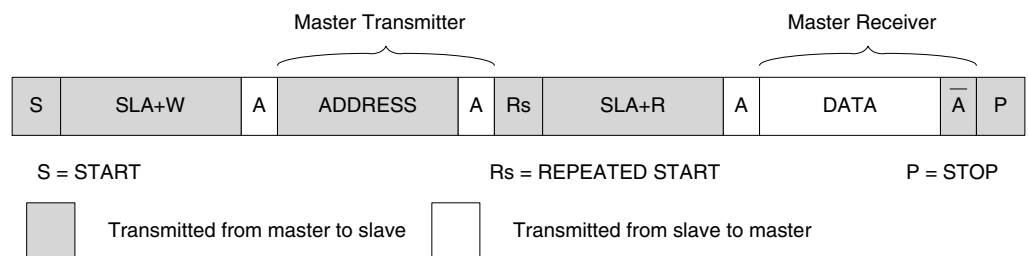 Master Transmitter Master Receiver
S SLA+W A ADDRESS A Rs SLA+R A DATA A̅ P
S = START Rs = REPEATED START P = STOP
Transmitted from master to slave Transmitted from slave to master